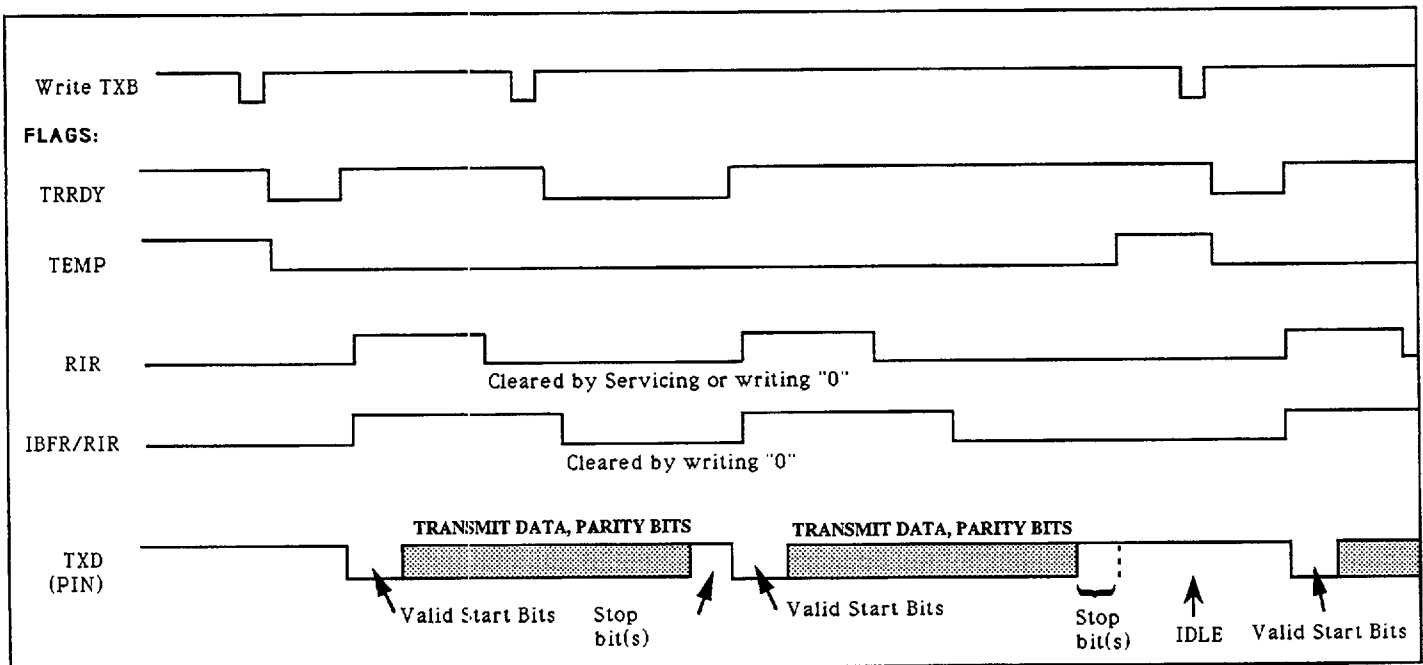 Write TXB
FLAGS:
TRRDY
TEMP
RIR
Cleared by Servicing or writing "0"
IBFR/RIR
Cleared by writing "0"
TRANSMIT DATA, PARITY BITS
TRANSMIT DATA, PARITY BITS
TXD
(PIN)
Valid Start Bits
Stop
bit(s)
Valid Start Bits
Stop
bit(s)
IDLE
Valid Start Bits